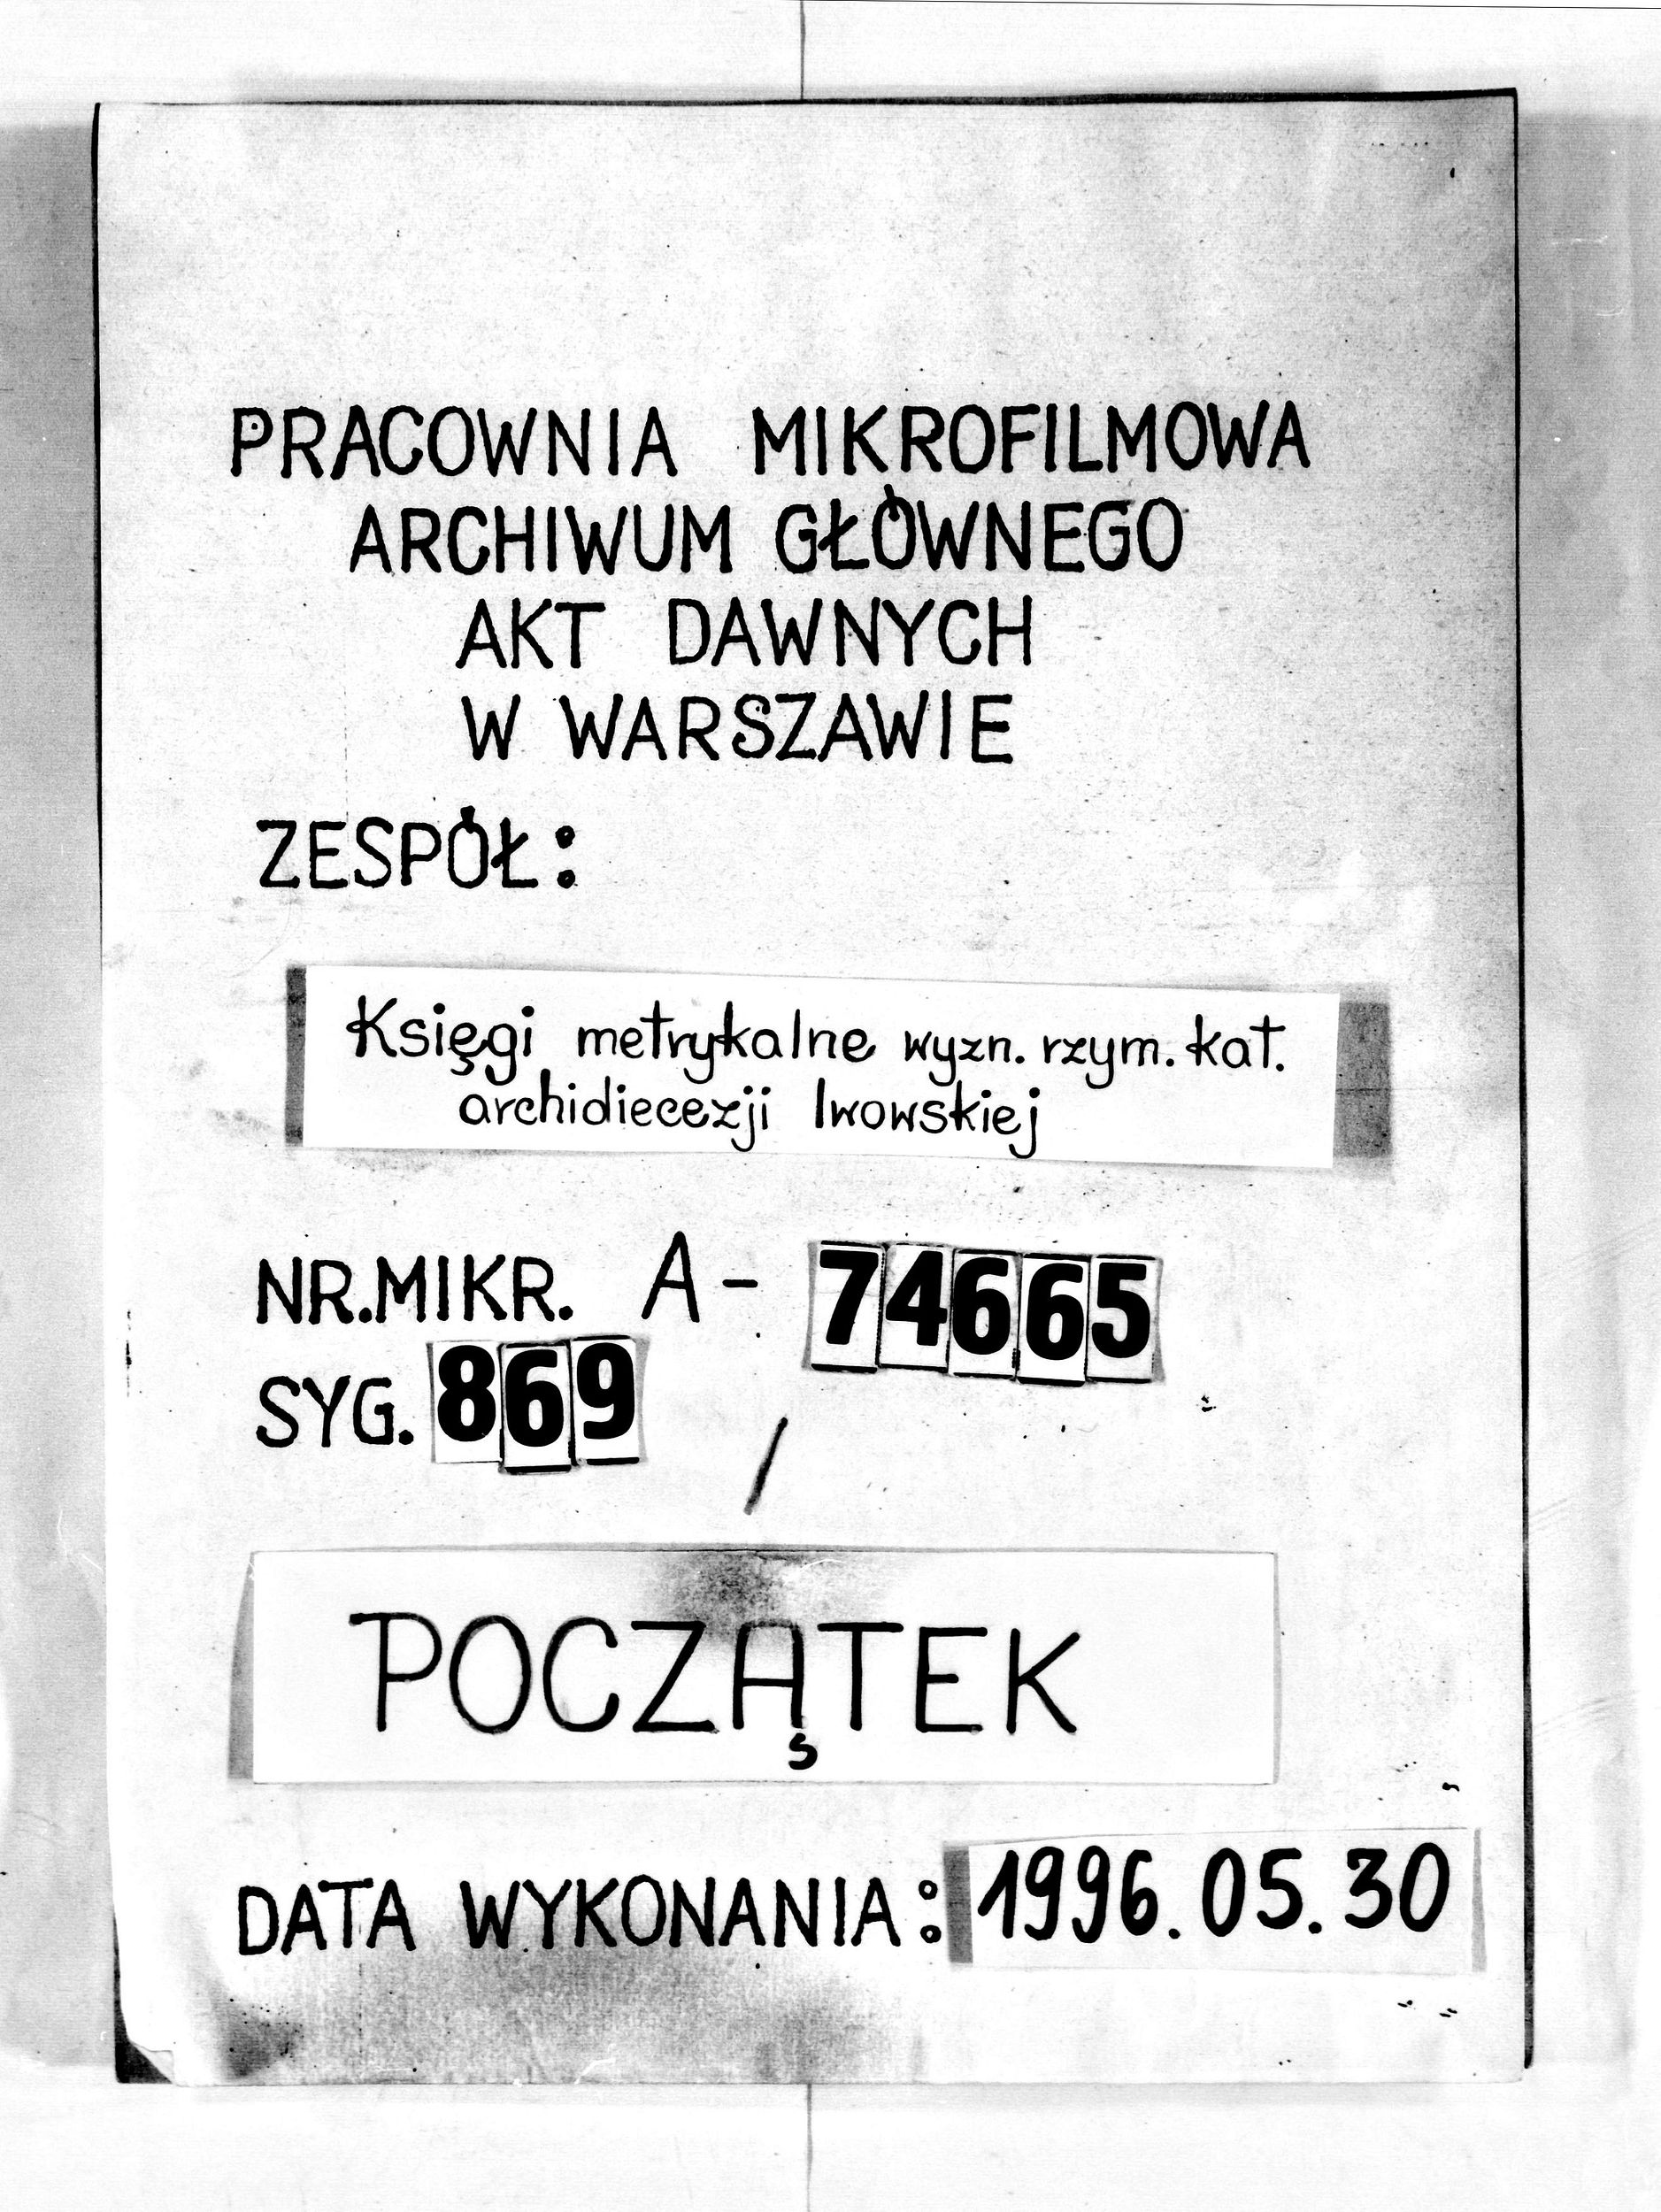 PRACOWNIA MIKROFILMOWA
ARCHIWUM GŁÓWNEGO
AKT DAWNYCH
W WARSZAWIE
ZESPÓŁ:
Księgi metrykalne wyzn. rzym. kat.
archidiecezji lwowskiej
NR.MIKR. A- 74665
SYG. 869
/
POCZĄTEK
DATA WYKONANIA: 1996.05.30